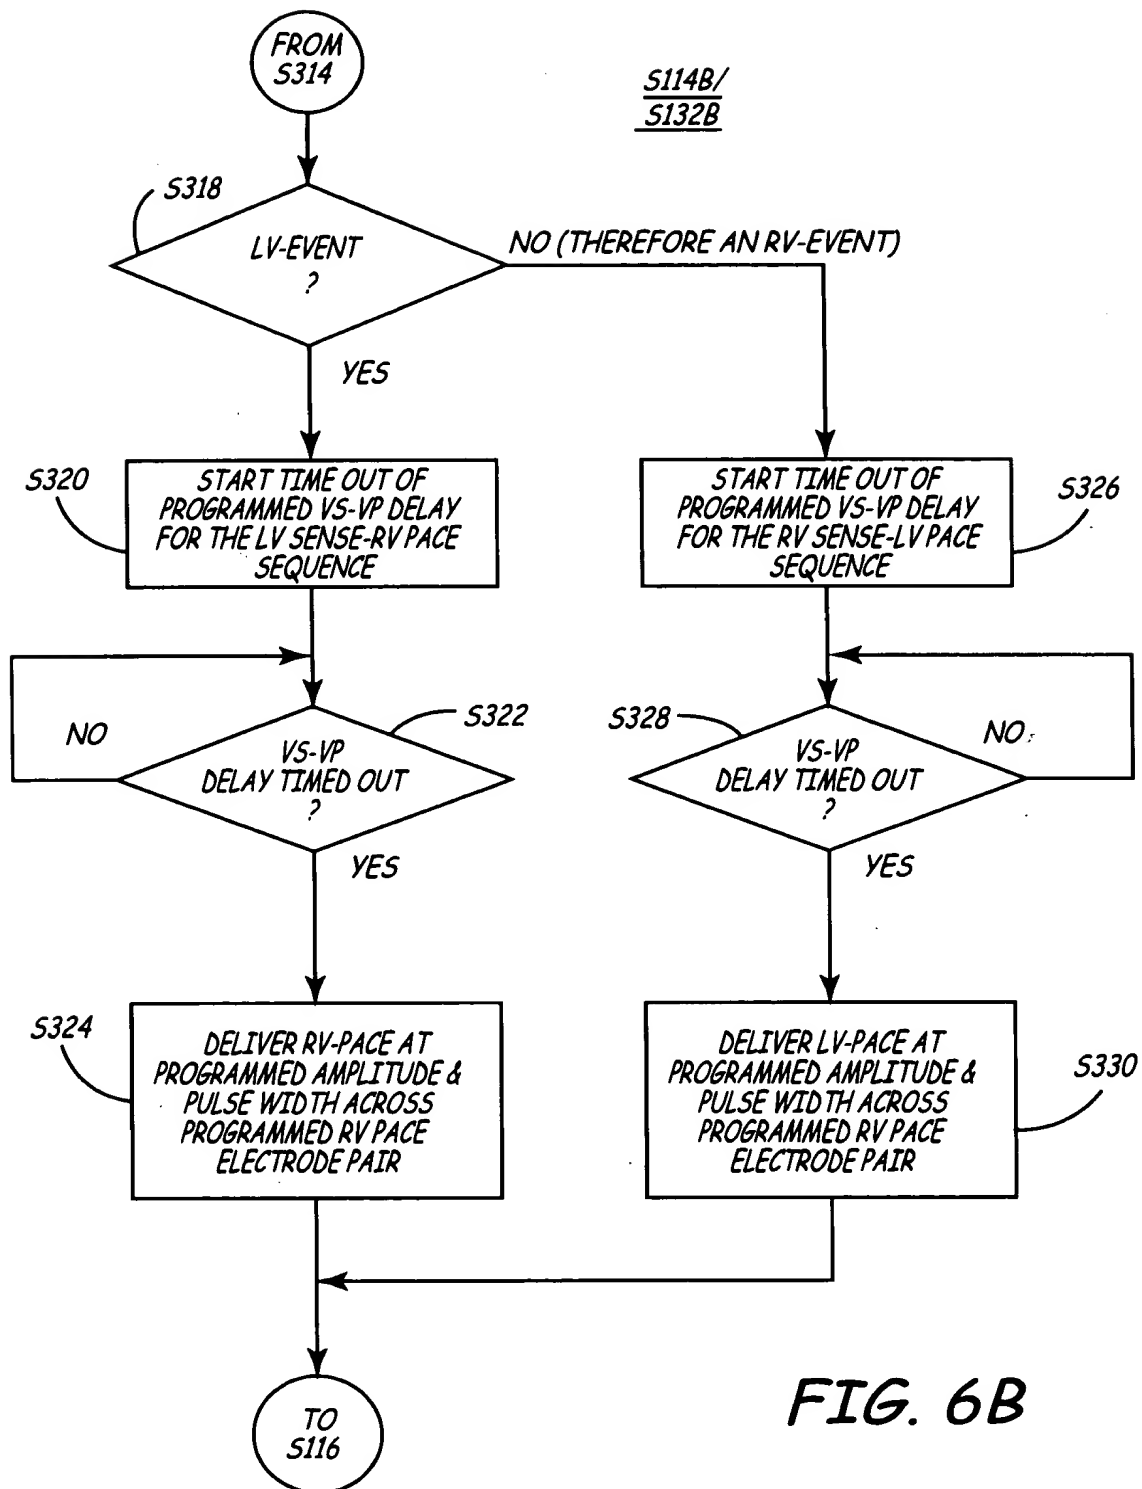 FROM
S314
S114B/
S132B
S318
LV-EVENT
?
NO (THEREFORE AN RV-EVENT)
YES
S320
START TIME OUT OF
PROGRAMMED VS-VP DELAY
FOR THE LV SENSE-RV PACE
SEQUENCE
START TIME OUT OF
PROGRAMMED VS-VP DELAY
FOR THE RV SENSE-LV PACE
SEQUENCE
S326
NO
VS-VP
DELAY TIMED OUT
?
S322
YES
S328
VS-VP
DELAY TIMED OUT
?
NO
YES
S324
DELIVER RV-PACE AT
PROGRAMMED AMPLITUDE &
PULSE WIDTH ACROSS
PROGRAMMED RV PACE
ELECTRODE PAIR
DELIVER LV-PACE AT
PROGRAMMED AMPLITUDE &
PULSE WIDTH ACROSS
PROGRAMMED RV PACE
ELECTRODE PAIR
S330
TO
S116
FIG. 6B